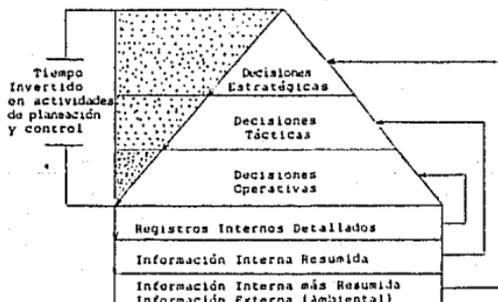 Tiempo
Invertido
en actividades
de planeación
y control
Decisiones
Estratégicas
Decisiones
Tácticas
Decisiones
Operativas
Registros Internos Detallados
Información Interna Resumida
Información Interna más Resumida
Información Externa (Ambiental)